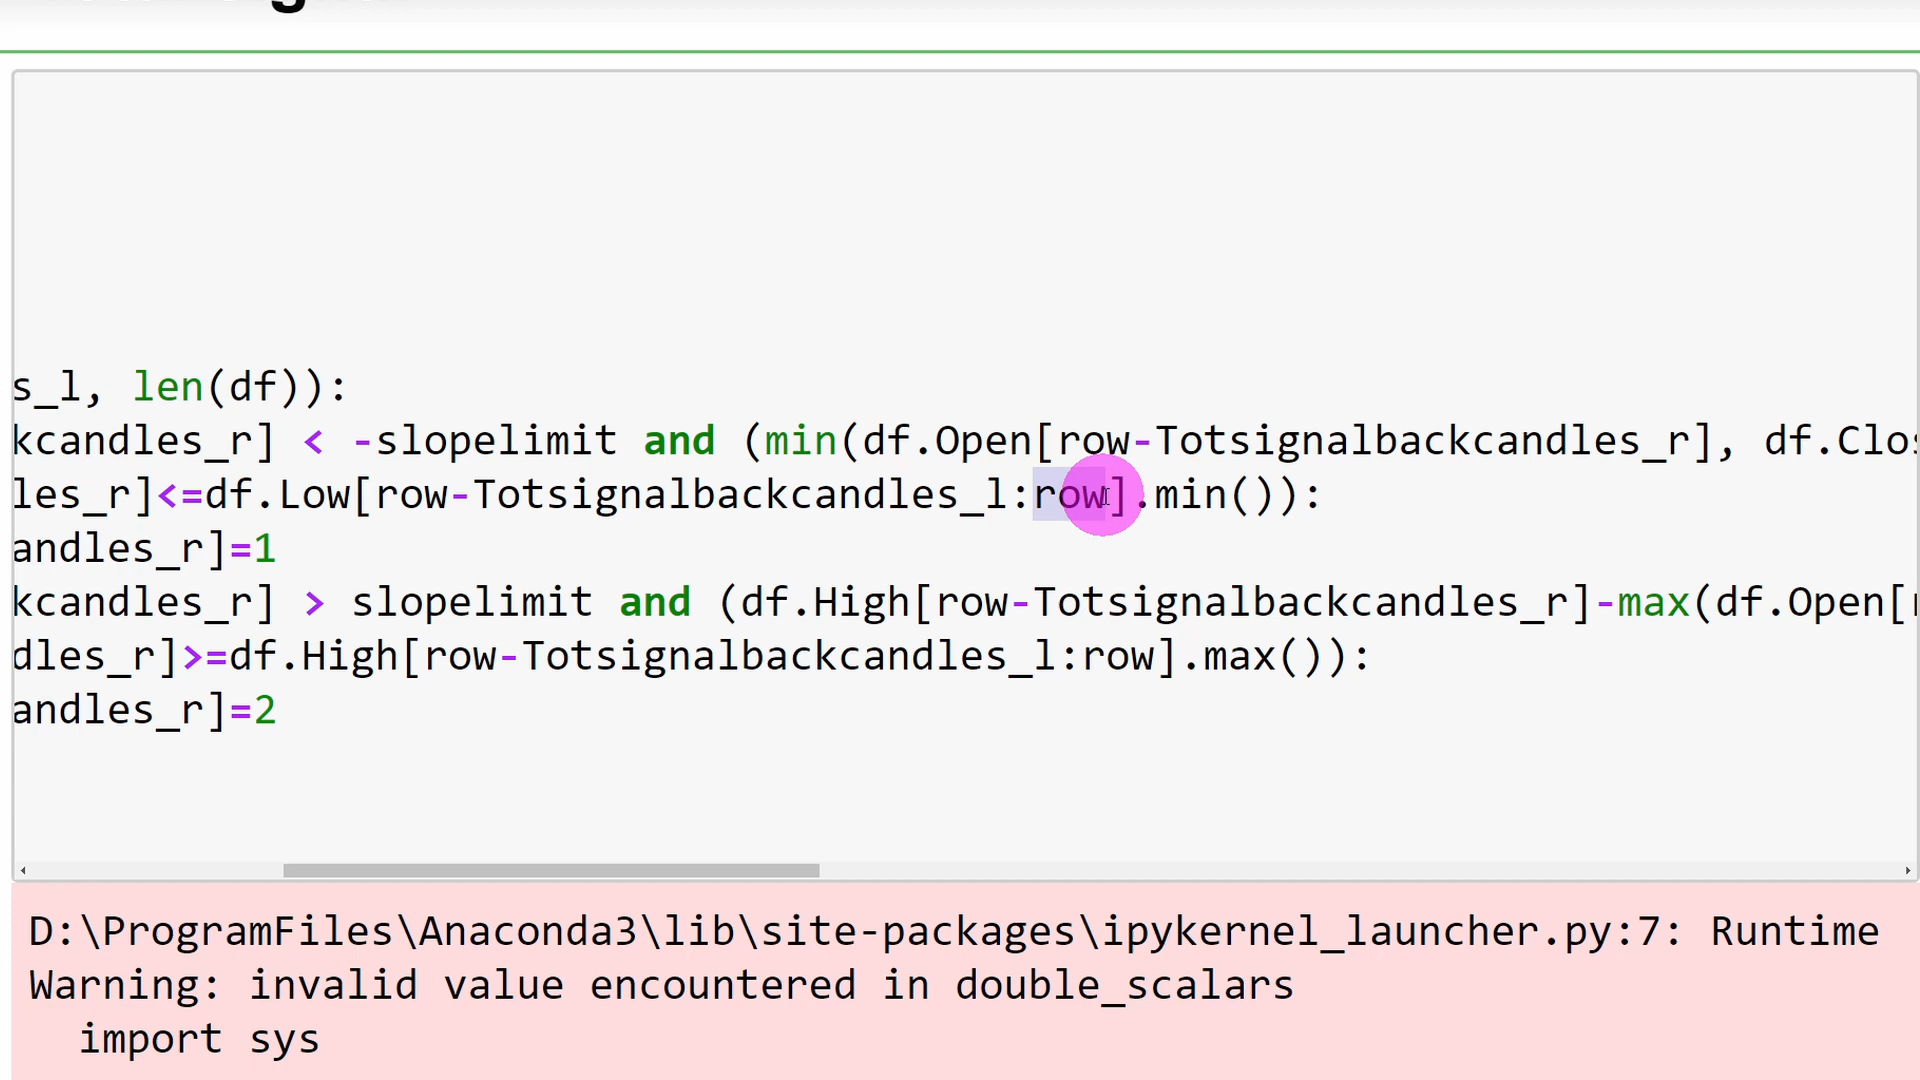 s_l, len(df)):
kcandles_r] < -slopelimit and (min(df.Open[row-Totsignalbackcandles_r], df.Clos
les_r]<=df.Low[row-Totsignalbackcandles_l:row].min()):
andles_r]=1
kcandles_r] > slopelimit and (df.High[row-Totsignalbackcandles_r]-max(df.Open[r
dles_r]>=df.High[row-Totsignalbackcandles_l:row].max()):
andles_r]=2
D:\ProgramFiles\Anaconda3\lib\site-packages\ipykernel_launcher.py:7: Runtime
Warning: invalid value encountered in double_scalars
import sys